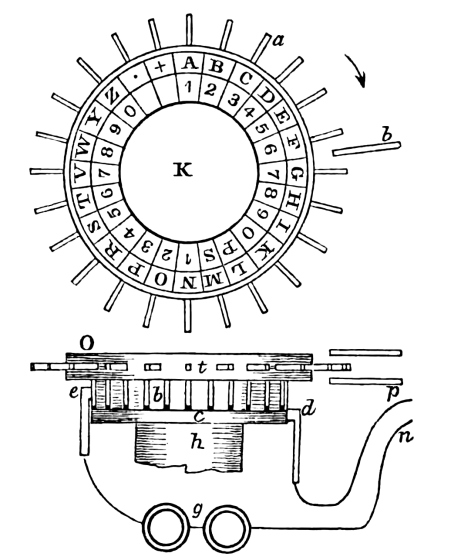 A B C D E F G H I K L M N O P R S T V W Y Z · +
1 2 3 4 5 6 7 8 9 0 P S 1 2 3 4 5 6 7 8 9 0
K
a
b
O
t
e b c d p
h n
g